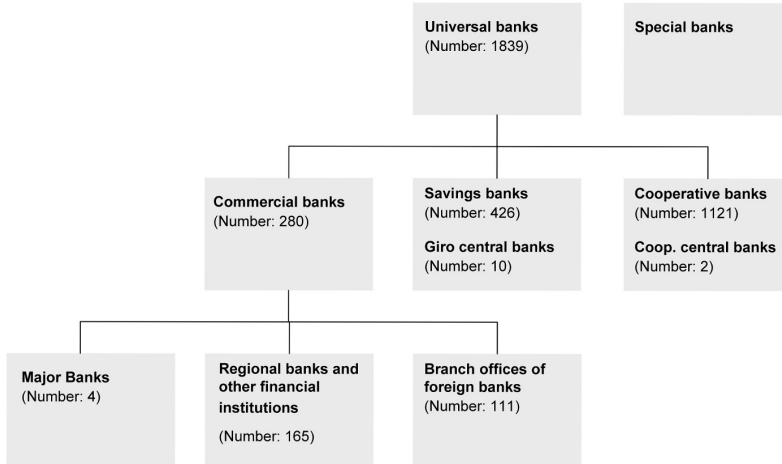 Universal banks
(Number: 1839)
Special banks
Commercial banks
(Number: 280)
Savings banks
(Number: 426)
Giro central banks
(Number: 10)
Cooperative banks
(Number: 1121)
Coop. central banks
(Number: 2)
Major Banks
(Number: 4)
Regional banks and
other financial
institutions
(Number: 165)
Branch offices of
foreign banks
(Number: 111)